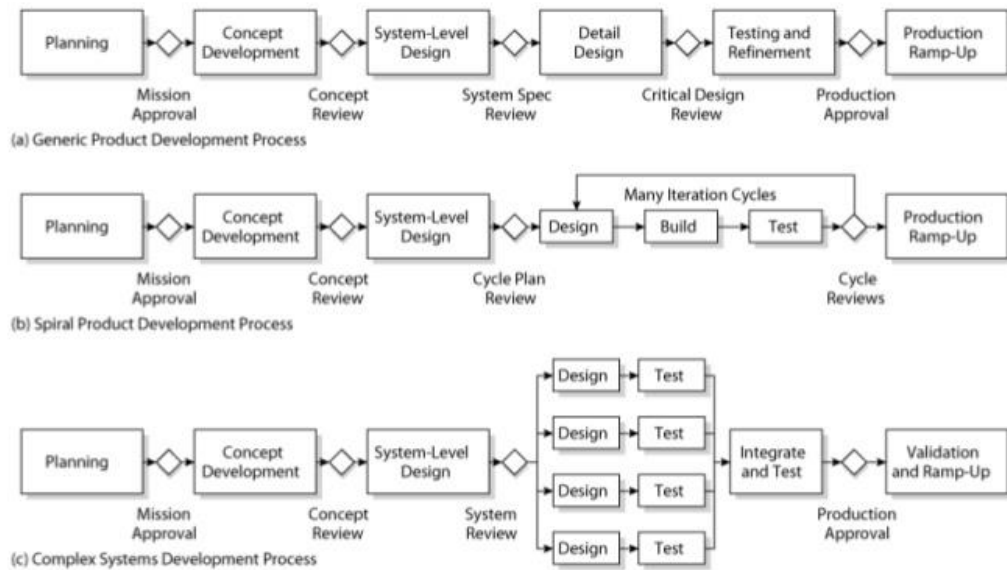 Planning
Concept
Development
System-Level
Design
Detail
Design
Testing and
Refinement
Production
Ramp-Up
Mission
Approval
Concept
Review
System Spec
Review
Critical Design
Review
Production
Approval
(a) Generic Product Development Process
Many Iteration Cycles
Planning
Concept
Development
System-Level
Design
Design
Build
Test
Production
Ramp-Up
Mission
Approval
Concept
Review
Cycle Plan
Review
Cycle
Reviews
(b) Spiral Product Development Process
Design
Test
Design
Test
Planning
Concept
Development
System-Level
Design
Integrate
and Test
Validation
and Ramp-Up
Design
Test
Mission
Approval
Concept
Review
System
Review
Production
Approval
Design
Test
(c) Complex Systems Development Process